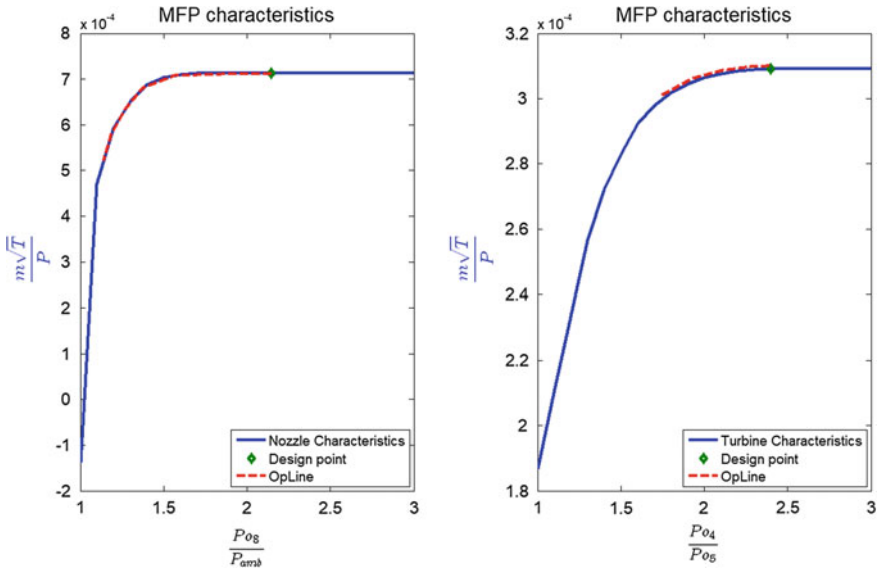 MFP characteristics
x 10⁻⁴
8
7
6
5
4
3
2
1
0
-1
-2
m√T
P
1
1.5
2
2.5
3
Po₈
P_amb
Nozzle Characteristics
Design point
OpLine
MFP characteristics
x 10⁻⁴
3.2
3
2.8
2.6
2.4
2.2
2
1.8
m√T
P
1
1.5
2
2.5
3
Po₄
Po₅
Turbine Characteristics
Design point
OpLine